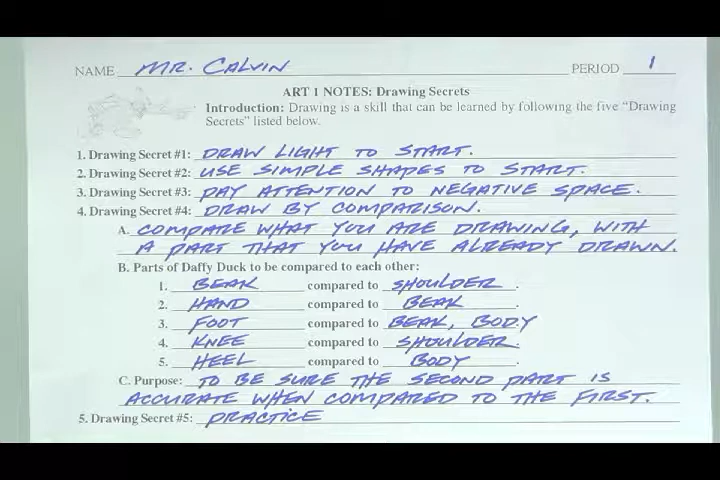 NAME MR. CALVIN PERIOD 1
ART 1 NOTES: Drawing Secrets
Introduction: Drawing is a skill that can be learned by following the five “Drawing
Secrets” listed below.
1. Drawing Secret #1: DRAW LIGHT TO START.
2. Drawing Secret #2: USE SIMPLE SHAPES TO START.
3. Drawing Secret #3: PAY ATTENTION TO NEGATIVE SPACE.
4. Drawing Secret #4: DRAW BY COMPARISON.
A. COMPARE WHAT YOU ARE DRAWING, WITH
A PART THAT YOU HAVE ALREADY DRAWN.
B. Parts of Daffy Duck to be compared to each other:
1. BEAK compared to SHOULDER.
2. HAND compared to BEAK.
3. FOOT compared to BEAK, BODY
4. KNEE compared to SHOULDER.
5. HEEL compared to BODY.
C. Purpose: TO BE SURE THE SECOND PART IS
ACCURATE WHEN COMPARED TO THE FIRST.
5. Drawing Secret #5: PRACTICE